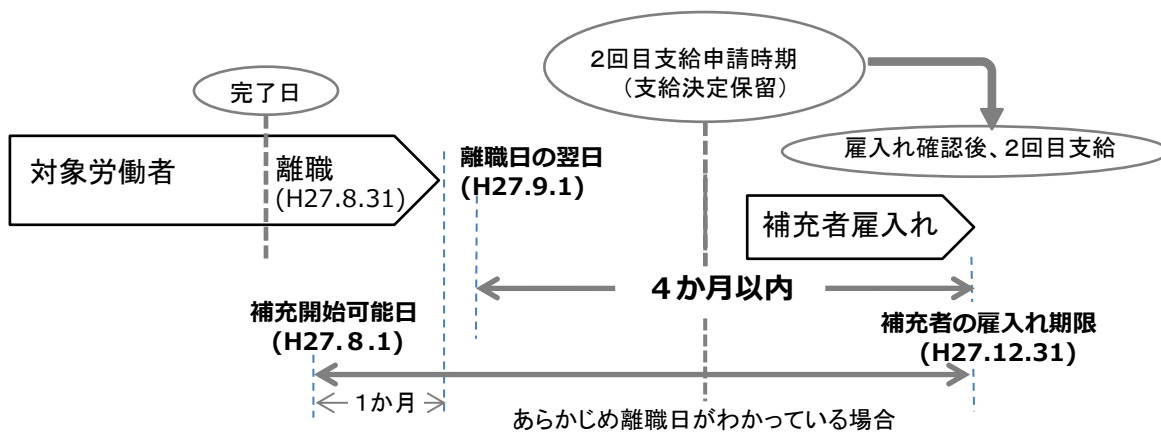 2回目支給申請時期
（支給決定保留）
完了日
雇入れ確認後、2回目支給
対象労働者
離職
(H27.8.31)
離職日の翌日
(H27.9.1)
補充者雇入れ
４か月以内
補充開始可能日
(H27.８.1)
補充者の雇入れ期限
(H27.12.31)
1か月
あらかじめ離職日がわかっている場合